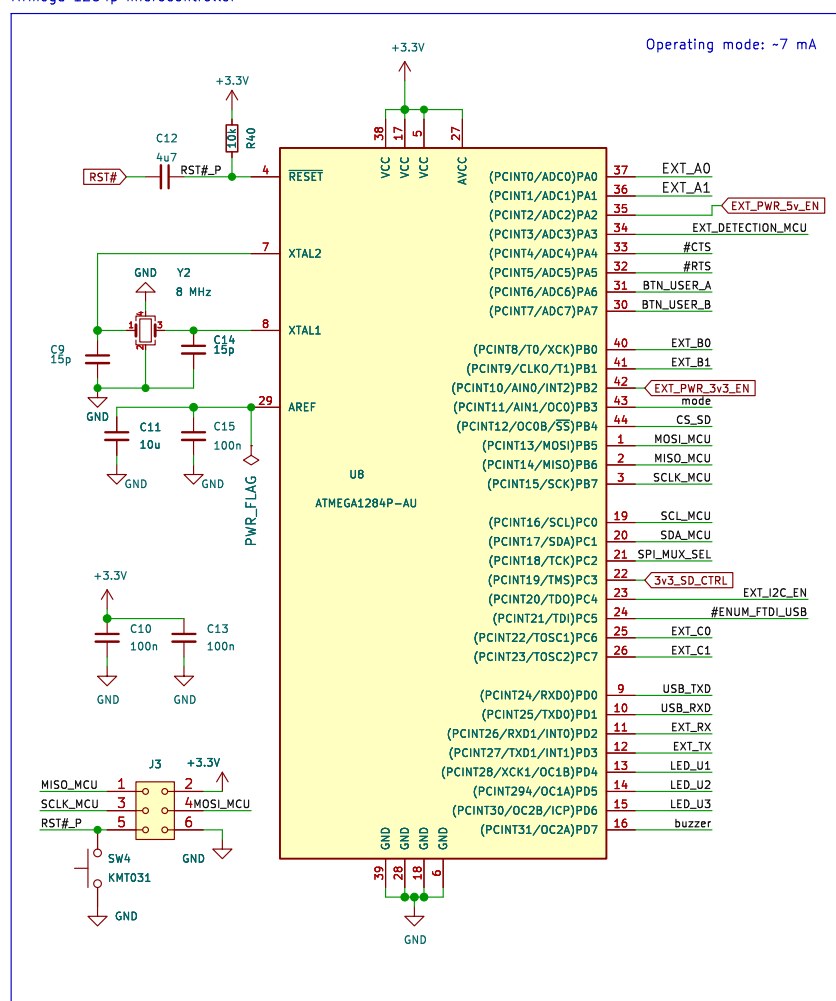 Operating mode: ~7 mA
+3.3V
+3.3V
C12
4u7
10k
R40
38
17
5
27
RST#
RST#_P
4
RESET
VCC
VCC
VCC
AVCC
(PCINT0/ADC0)PA0
37
EXT_A0
(PCINT1/ADC1)PA1
36
EXT_A1
(PCINT2/ADC2)PA2
35
EXT_PWR_5v_EN
(PCINT3/ADC3)PA3
34
EXT_DETECTION_MCU
7
XTAL2
(PCINT4/ADC4)PA4
33
#CTS
(PCINT5/ADC5)PA5
32
#RTS
GND
Y2
8 MHz
(PCINT6/ADC6)PA6
31
BTN_USER_A
(PCINT7/ADC7)PA7
30
BTN_USER_B
4
1
3
2
8
XTAL1
C9
15p
C14
15p
GND
(PCINT8/T0/XCK)PB0
40
EXT_B0
(PCINT9/CLKO/T1)PB1
41
EXT_B1
(PCINT10/AIN0/INT2)PB2
42
EXT_PWR_3v3_EN
29
AREF
(PCINT11/AIN1/OC0)PB3
43
mode
(PCINT12/OC0B/SS)PB4
44
CS_SD
C11
10u
C15
100n
(PCINT13/MOSI)PB5
1
MOSI_MCU
(PCINT14/MISO)PB6
2
MISO_MCU
(PCINT15/SCK)PB7
3
SCLK_MCU
GND
GND
PWR_FLAG
U8
ATMEGA1284P-AU
(PCINT16/SCL)PC0
19
SCL_MCU
(PCINT17/SDA)PC1
20
SDA_MCU
(PCINT18/TCK)PC2
21
SPI_MUX_SEL
(PCINT19/TMS)PC3
22
3v3_SD_CTRL
(PCINT20/TDO)PC4
23
EXT_I2C_EN
(PCINT21/TDI)PC5
24
#ENUM_FTDI_USB
(PCINT22/TOSC1)PC6
25
EXT_C0
(PCINT23/TOSC2)PC7
26
EXT_C1
+3.3V
C10
100n
C13
100n
GND
GND
(PCINT24/RXD0)PD0
9
USB_TXD
(PCINT25/TXD0)PD1
10
USB_RXD
(PCINT26/RXD1/INT0)PD2
11
EXT_RX
(PCINT27/TXD1/INT1)PD3
12
EXT_TX
(PCINT28/XCK1/OC1B)PD4
13
LED_U1
(PCINT294/OC1A)PD5
14
LED_U2
(PCINT30/OC2B/ICP)PD6
15
LED_U3
(PCINT31/OC2A)PD7
16
buzzer
J3
+3.3V
MISO_MCU
1
2
SCLK_MCU
3
4
MOSI_MCU
RST#_P
5
6
GND
SW4
KMT031
GND
GND
GND
GND
GND
39
28
18
6
GND